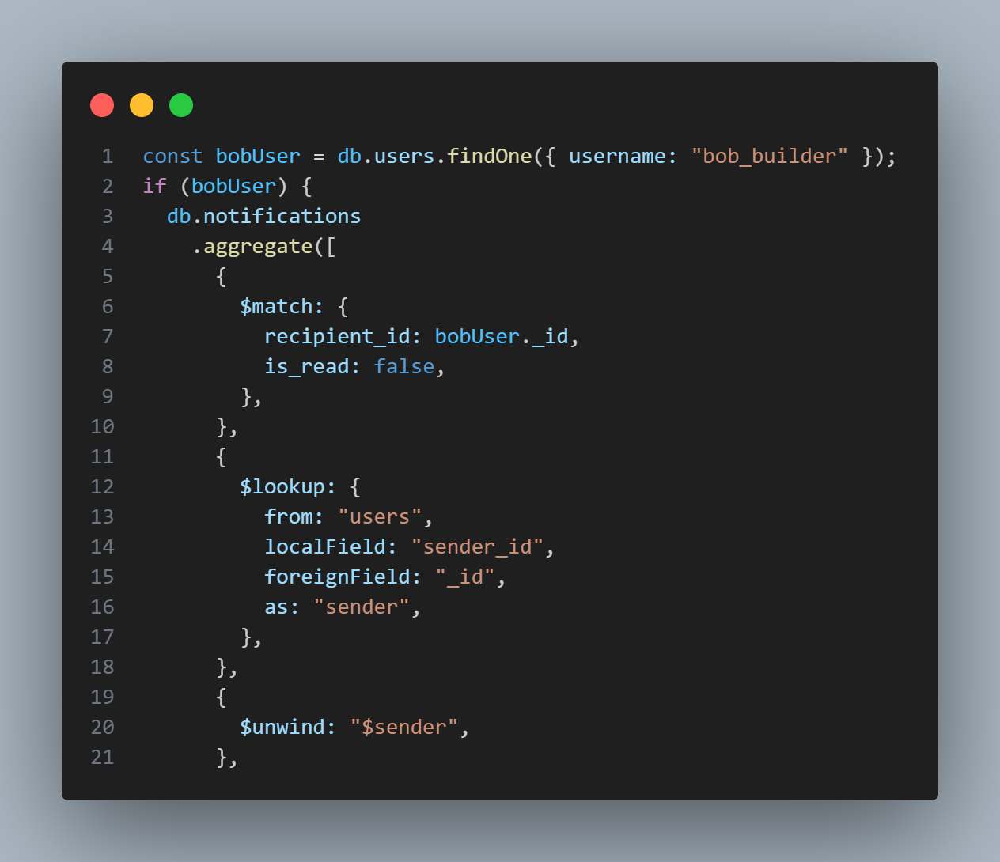 1 const bobUser = db.users.findOne({ username: "bob_builder" });
2 if (bobUser) {
3   db.notifications
4     .aggregate([
5       {
6         $match: {
7           recipient_id: bobUser._id,
8           is_read: false,
9         },
10       },
11       {
12         $lookup: {
13           from: "users",
14           localField: "sender_id",
15           foreignField: "_id",
16           as: "sender",
17         },
18       },
19       {
20         $unwind: "$sender",
21       },